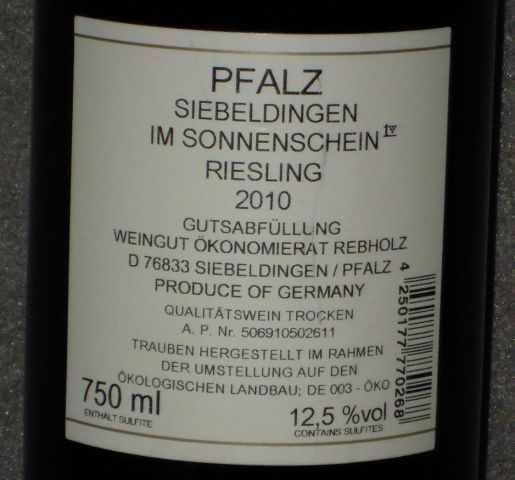 PFALZ
SIEBELDINGEN
IM SONNENSCHEIN
RIESLING
2010
GUTSABFÜLLUNG
WEINGUT ÖKONOMIERAT REBHOLZ
D 76833 SIEBELDINGEN / PFALZ
PRODUCE OF GERMANY
QUALITÄTSWEIN TROCKEN
A. P. Nr. 506910502611
TRAUBEN HERGESTELLT IM RAHMEN
DER UMSTELLUNG AUF DEN
ÖKOLOGISCHEN LANDBAU; DE 003 - ÖKO
750 ml
ENTHÄLT SULFITE
12,5 %vol
CONTAINS SULFITES
4 250177 770268